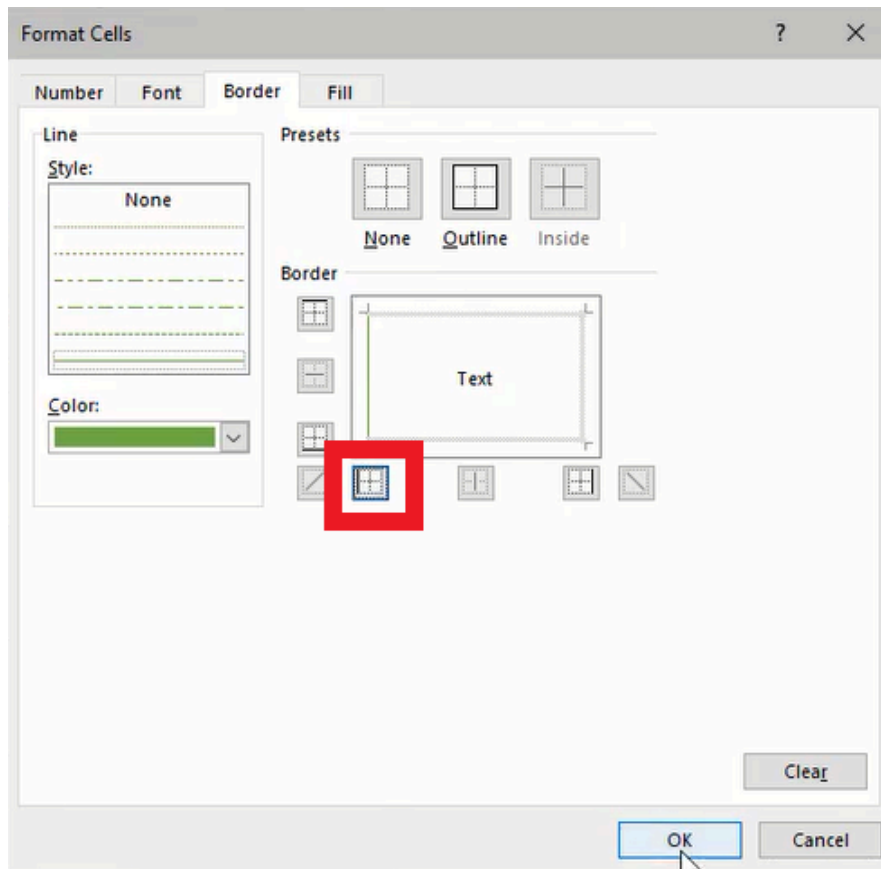 Format Cells ?
Number Font Border Fill
Line
Style:
None
Color:
Presets
None Outline Inside
Border
Text
Clear
OK Cancel